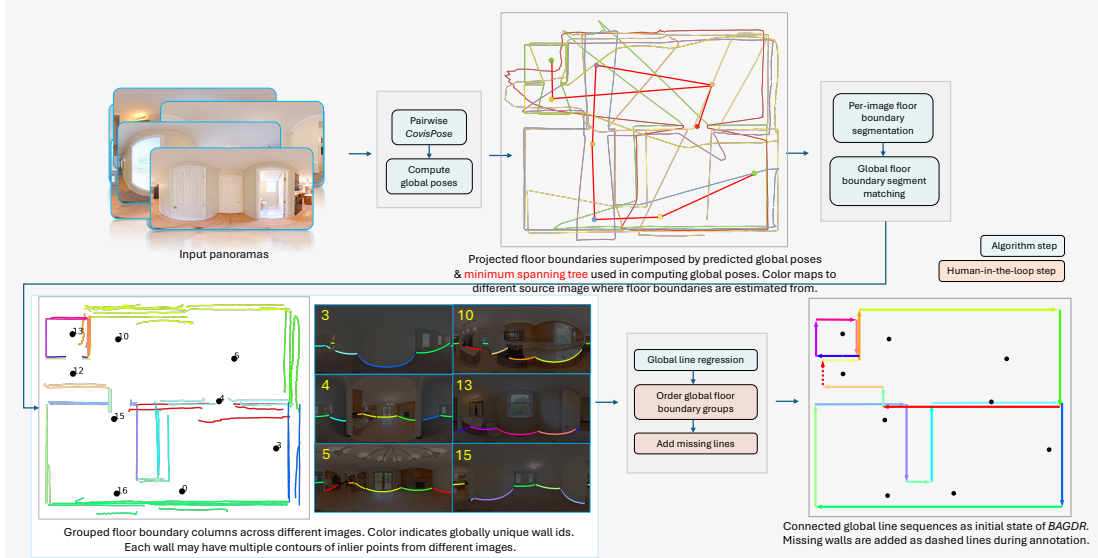 Pairwise
CovisPose
Compute
global poses
Per-image floor
boundary
segmentation
Global floor
boundary segment
matching
Input panoramas
Projected floor boundaries superimposed by predicted global poses
& minimum spanning tree used in computing global poses. Color maps to
different source image where floor boundaries are estimated from.
Algorithm step
Human-in-the-loop step
13
10
5
12
4
15
3
16
0
3
10
4
13
5
15
Global line regression
Order global floor
boundary groups
Add missing lines
Grouped floor boundary columns across different images. Color indicates globally unique wall ids.
Each wall may have multiple contours of inlier points from different images.
Connected global line sequences as initial state of BAGDR.
Missing walls are added as dashed lines during annotation.